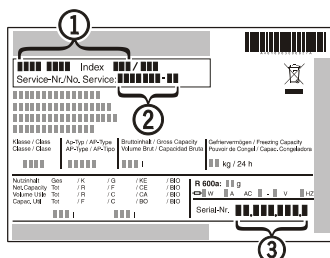 1
Index /
Service-Nr./No. Service: -
2
Klasse / Class
Classe / Clase
Ap-Typ / AP-Type
AP-Type / AP-Tipo
Bruttoinhalt / Gross Capacity
Volume Brut / Capacidad Bruta
Gefriervermögen / Freezing Capacity
Pouvoir de Congel / Capac. Congeladora
l
kg / 24 h
Nutzinhalt Ges / K / G / KE / BIO
Net.Capacity Tot / R / F / CE / BIO
Volume Utile Tot / R / C / CA / BIO
Capac. Util Tot / F / C / BO / BIO
l l
R 600a: g
W A AC - V HZ
Serial-Nr. . . .
3